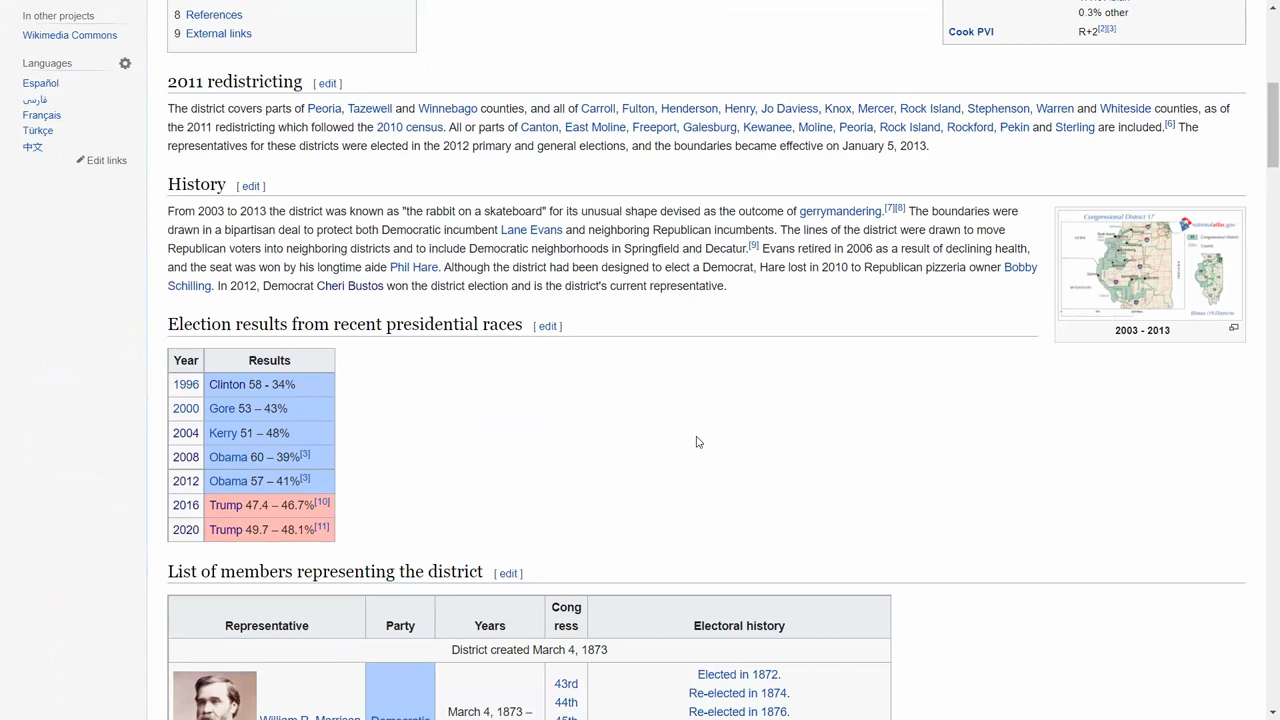 In other projects
Wikimedia Commons
Languages
Español
فارسی
Français
Türkçe
中文
Edit links
8 References
9 External links
0.3% other
Cook PVI R+2[2][3]
2011 redistricting [ edit ]
The district covers parts of Peoria, Tazewell and Winnebago counties, and all of Carroll, Fulton, Henderson, Henry, Jo Daviess, Knox, Mercer, Rock Island, Stephenson, Warren and Whiteside counties, as of
the 2011 redistricting which followed the 2010 census. All or parts of Canton, East Moline, Freeport, Galesburg, Kewanee, Moline, Peoria, Rock Island, Rockford, Pekin and Sterling are included.[6] The
representatives for these districts were elected in the 2012 primary and general elections, and the boundaries became effective on January 5, 2013.
History [ edit ]
From 2003 to 2013 the district was known as "the rabbit on a skateboard" for its unusual shape devised as the outcome of gerrymandering.[7][8] The boundaries were
drawn in a bipartisan deal to protect both Democratic incumbent Lane Evans and neighboring Republican incumbents. The lines of the district were drawn to move
Republican voters into neighboring districts and to include Democratic neighborhoods in Springfield and Decatur.[9] Evans retired in 2006 as a result of declining health,
and the seat was won by his longtime aide Phil Hare. Although the district had been designed to elect a Democrat, Hare lost in 2010 to Republican pizzeria owner Bobby
Schilling. In 2012, Democrat Cheri Bustos won the district election and is the district's current representative.
Congressional District 17
nationalatlas.gov
2003 - 2013
Election results from recent presidential races [ edit ]
Year Results
1996 Clinton 58 - 34%
2000 Gore 53 – 43%
2004 Kerry 51 – 48%
2008 Obama 60 – 39%[3]
2012 Obama 57 – 41%[3]
2016 Trump 47.4 – 46.7%[10]
2020 Trump 49.7 – 48.1%[11]
List of members representing the district [ edit ]
Representative Party Years Cong
ress Electoral history
District created March 4, 1873
William R. Morrison Democratic March 4, 1873 –
43rd
44th
45th
Elected in 1872.
Re-elected in 1874.
Re-elected in 1876.